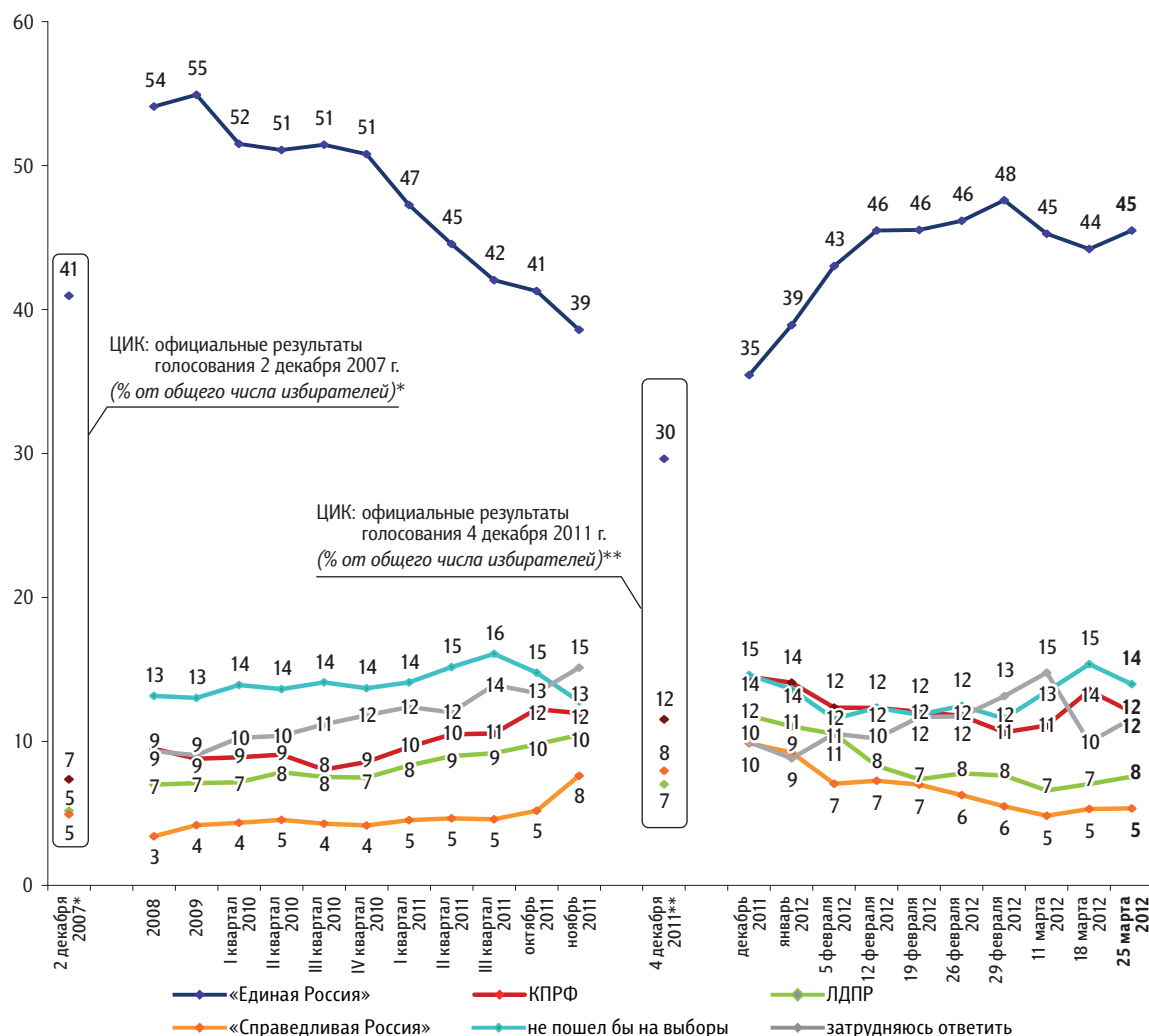 60
50
40
30
20
10
0
54 55 52 51 51 51 47 45 42 41 39
35 39 43 46 46 46 48 45 44 45
41
7
5
5
ЦИК: официальные результаты
голосования 2 декабря 2007 г.
(% от общего числа избирателей)*
30
12
8
7
ЦИК: официальные результаты
голосования 4 декабря 2011 г.
(% от общего числа избирателей)**
13 13 14 14 14 14 14 15 16 15 13
9 9 10 10 11 12 12 12 14 13 15
9 9 9 9 8 9 10 10 11 12 12
7 7 7 8 8 7 8 9 9 10 10
3 4 4 5 4 4 5 5 5 5 8
15 14 12 12 12 12 11 11 14 12
14 14 12 12 12 12 12 13 15 14
10 9 11 10 12 12 13 15 10 12
12 11 11 8 7 8 8 7 7 8
10 9 7 7 7 6 6 5 5 5
2 декабря
2007*
2008
2009
I квартал
2010
II квартал
2010
III квартал
2010
IV квартал
2010
I квартал
2011
II квартал
2011
III квартал
2011
октябрь
2011
ноябрь
2011
4 декабря
2011**
декабрь
2011
январь
2012
5 февраля
2012
12 февраля
2012
19 февраля
2012
26 февраля
2012
29 февраля
2012
11 марта
2012
18 марта
2012
25 марта
2012
«Единая Россия» КПРФ ЛДПР
«Справедливая Россия» не пошел бы на выборы затрудняюсь ответить